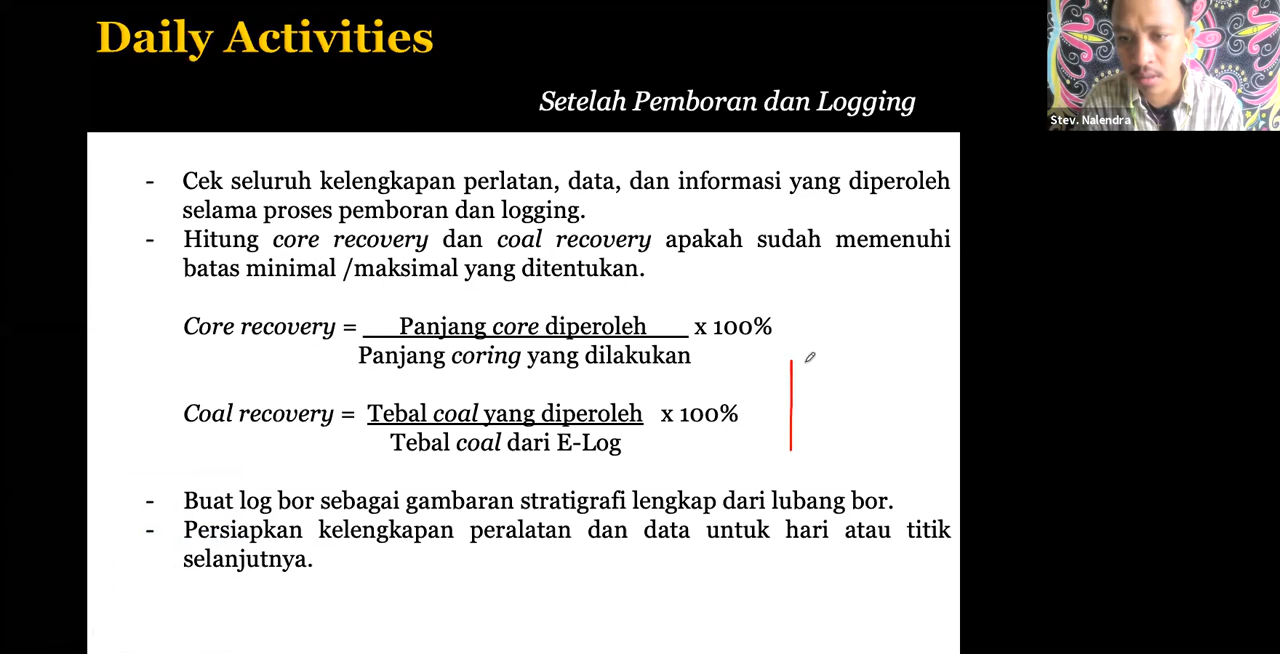 Daily Activities
Setelah Pemboran dan Logging
Stev. Nalendra
- Cek seluruh kelengkapan perlatan, data, dan informasi yang diperoleh
selama proses pemboran dan logging.
- Hitung core recovery dan coal recovery apakah sudah memenuhi
batas minimal /maksimal yang ditentukan.
Core recovery = Panjang core diperoleh x 100%
Panjang coring yang dilakukan
Coal recovery = Tebal coal yang diperoleh x 100%
Tebal coal dari E-Log
- Buat log bor sebagai gambaran stratigrafi lengkap dari lubang bor.
- Persiapkan kelengkapan peralatan dan data untuk hari atau titik
selanjutnya.